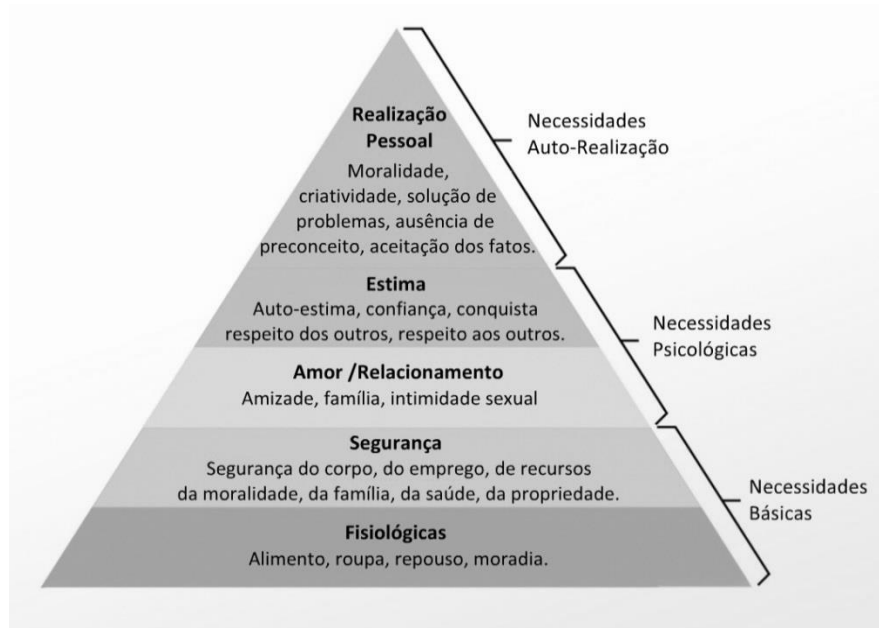 Realização
Pessoal
Moralidade,
criatividade, solução de
problemas, ausência de
preconceito, aceitação dos fatos.
Necessidades
Auto-Realização
Estima
Auto-estima, confiança, conquista
respeito dos outros, respeito aos outros.
Necessidades
Psicológicas
Amor /Relacionamento
Amizade, família, intimidade sexual
Segurança
Segurança do corpo, do emprego, de recursos
da moralidade, da família, da saúde, da propriedade.
Necessidades
Básicas
Fisiológicas
Alimento, roupa, repouso, moradia.